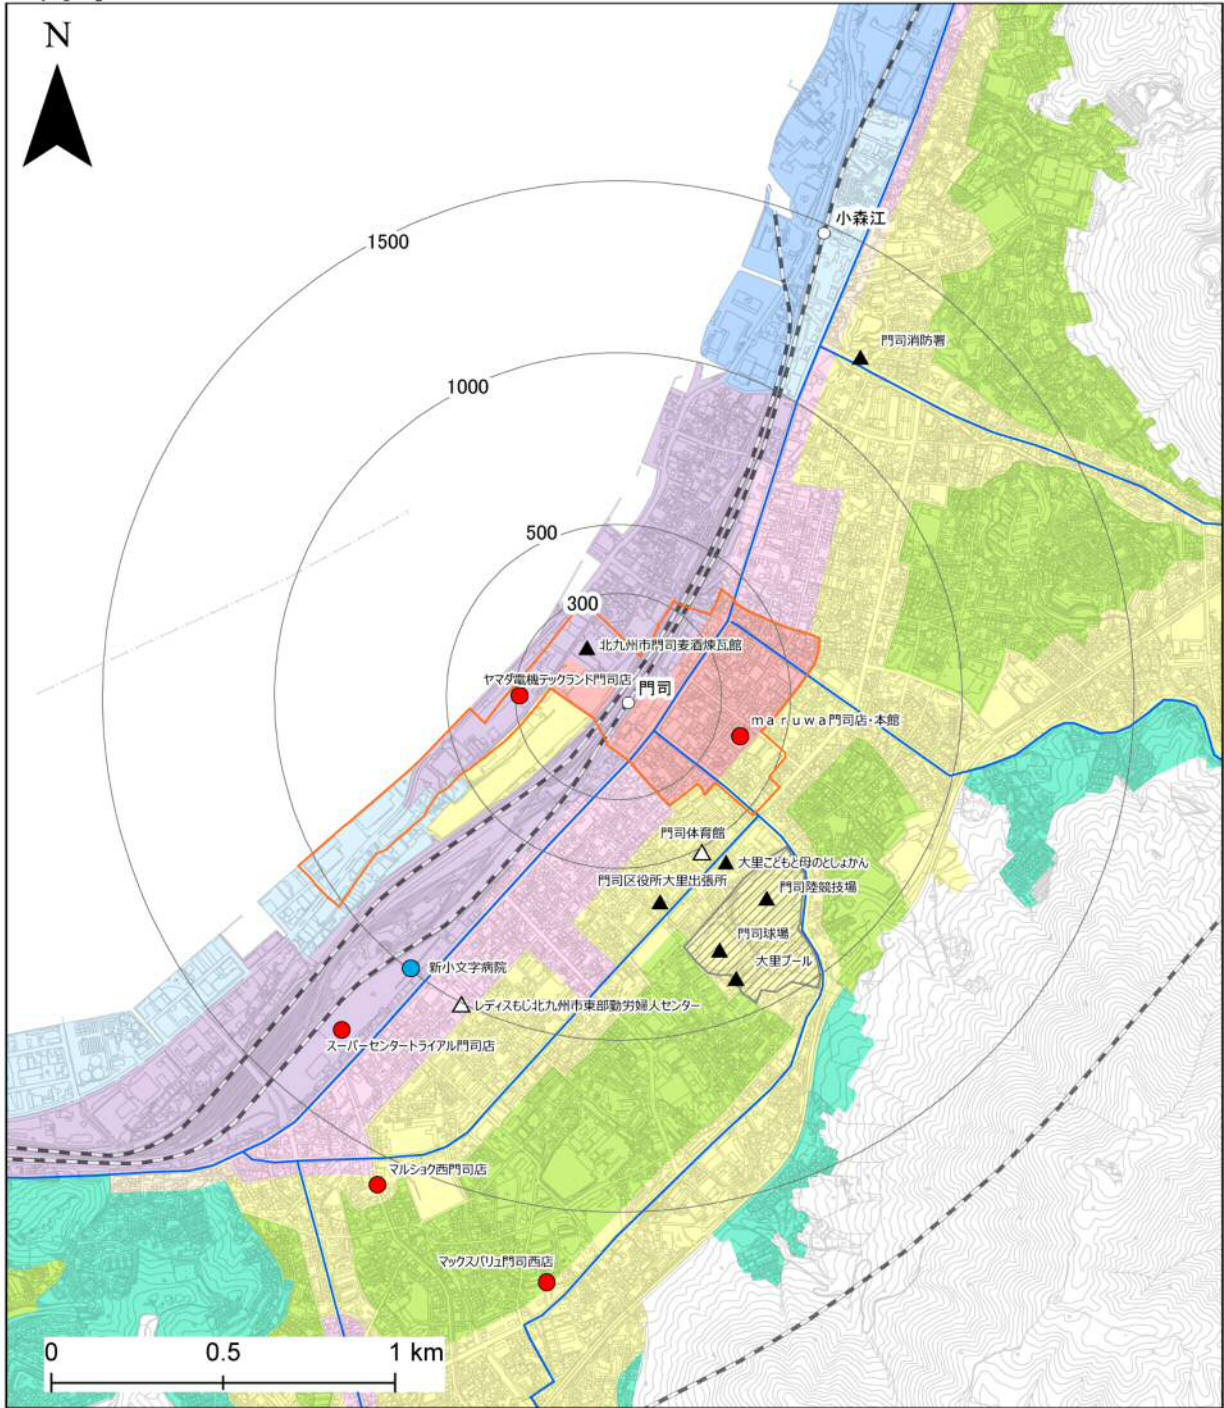 N
小森江
1500
門司消防署
1000
500
300
北九州市門司麦酒煉瓦館
ヤマダ電機テックランド門司店
門司
maruwa門司店・本館
門司体育館
大里こどもと母のとしょかん
門司区役所大里出張所
門司陸競技場
門司球場
大里プール
新小文字病院
レディスもじ北九州市東部勤労婦人センター
スーパーセンタートライアル門司店
マルショク西門司店
マックスバリュ門司西店
0 0.5 1 km